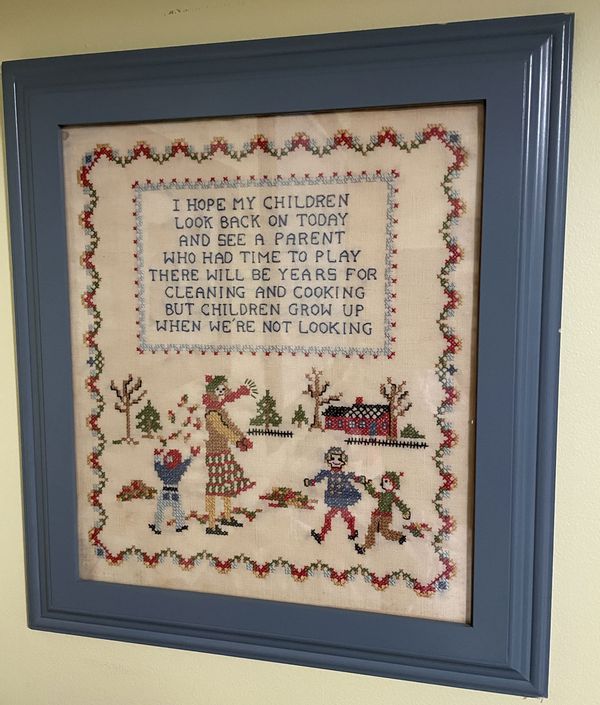 I HOPE MY CHILDREN
LOOK BACK ON TODAY
AND SEE A PARENT
WHO HAD TIME TO PLAY
THERE WILL BE YEARS FOR
CLEANING AND COOKING
BUT CHILDREN GROW UP
WHEN WE'RE NOT LOOKING